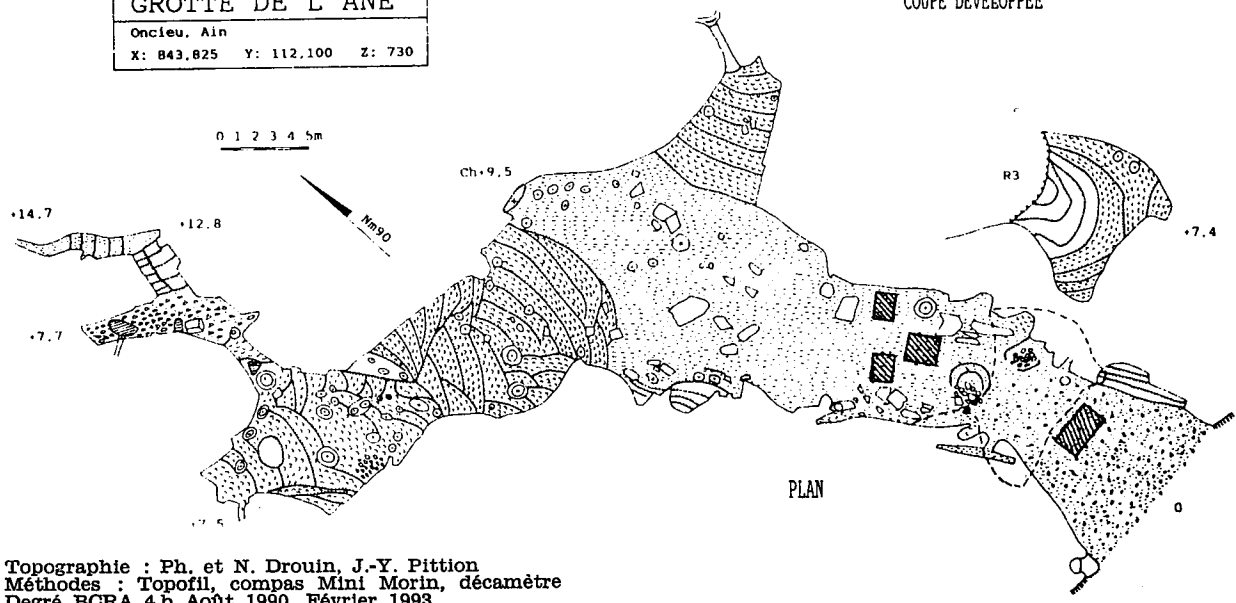 GROTTE DE L'ANE
COUPE DEVELOPPEE
Oncieu, Ain
X: 843,825 Y: 112,100 Z: 730
0 1 2 3 4 5m
Nm90
Ch+9,5
R3
+7.4
+14.7
+12.8
+7.7
+7.5
PLAN
0
Topographie : Ph. et N. Drouin, J.-Y. Pittion
Méthodes : Topofil, compas Mini Morin, décamètre
Degré BCRA 4b Août 1990, Février 1993